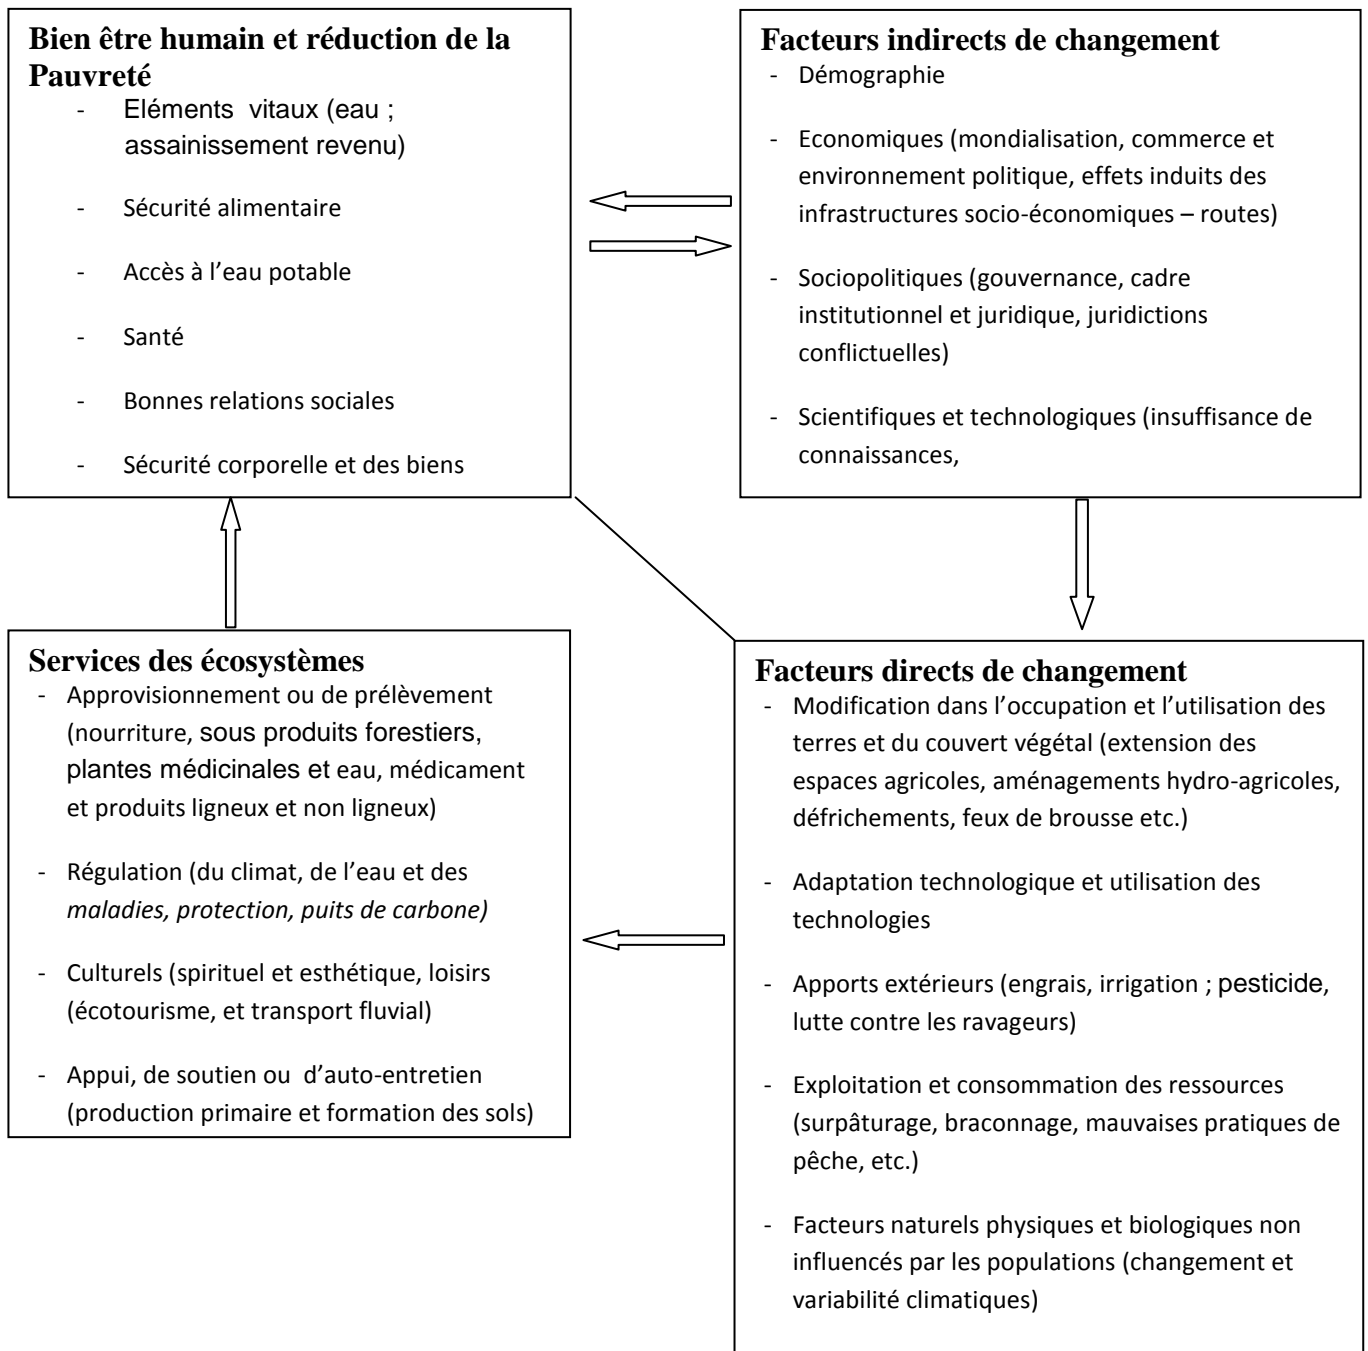 Bien être humain et réduction de la
Pauvreté
- Eléments vitaux (eau ;
assainissement revenu)
- Sécurité alimentaire
- Accès à l’eau potable
- Santé
- Bonnes relations sociales
- Sécurité corporelle et des biens
Facteurs indirects de changement
- Démographie
- Economiques (mondialisation, commerce et
environnement politique, effets induits des
infrastructures socio-économiques – routes)
- Sociopolitiques (gouvernance, cadre
institutionnel et juridique, juridictions
conflictuelles)
- Scientifiques et technologiques (insuffisance de
connaissances,
Services des écosystèmes
- Approvisionnement ou de prélèvement
(nourriture, sous produits forestiers,
plantes médicinales et eau, médicament
et produits ligneux et non ligneux)
- Régulation (du climat, de l’eau et des
maladies, protection, puits de carbone)
- Culturels (spirituel et esthétique, loisirs
(écotourisme, et transport fluvial)
- Appui, de soutien ou d’auto-entretien
(production primaire et formation des sols)
Facteurs directs de changement
- Modification dans l’occupation et l’utilisation des
terres et du couvert végétal (extension des
espaces agricoles, aménagements hydro-agricoles,
défrichements, feux de brousse etc.)
- Adaptation technologique et utilisation des
technologies
- Apports extérieurs (engrais, irrigation ; pesticide,
lutte contre les ravageurs)
- Exploitation et consommation des ressources
(surpâturage, braconnage, mauvaises pratiques de
pêche, etc.)
- Facteurs naturels physiques et biologiques non
influencés par les populations (changement et
variabilité climatiques)